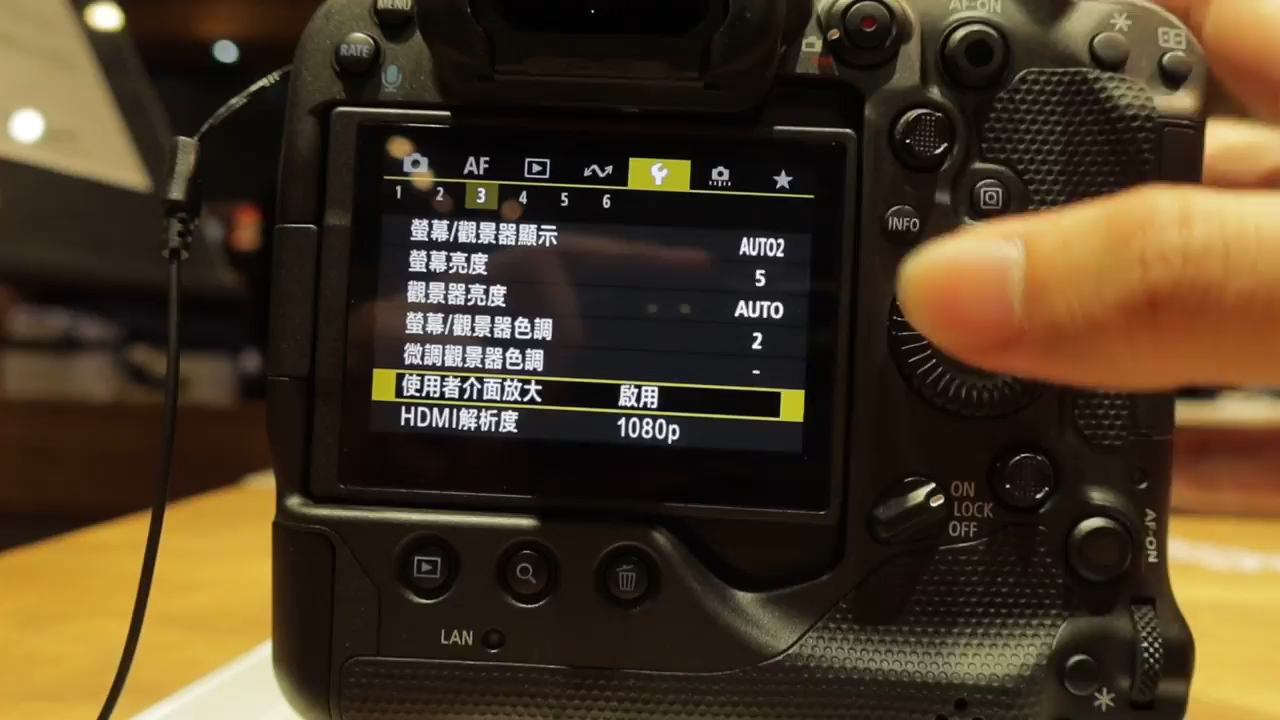 MENU
AF-ON
RATE
AF
1 2 3 4 5 6
螢幕/觀景器顯示 AUTO2
螢幕亮度 5
觀景器亮度 AUTO
螢幕/觀景器色調 2
微調觀景器色調 -
使用者介面放大 啟用
HDMI解析度 1080p
Q
INFO
ON
LOCK
OFF
AF-ON
LAN